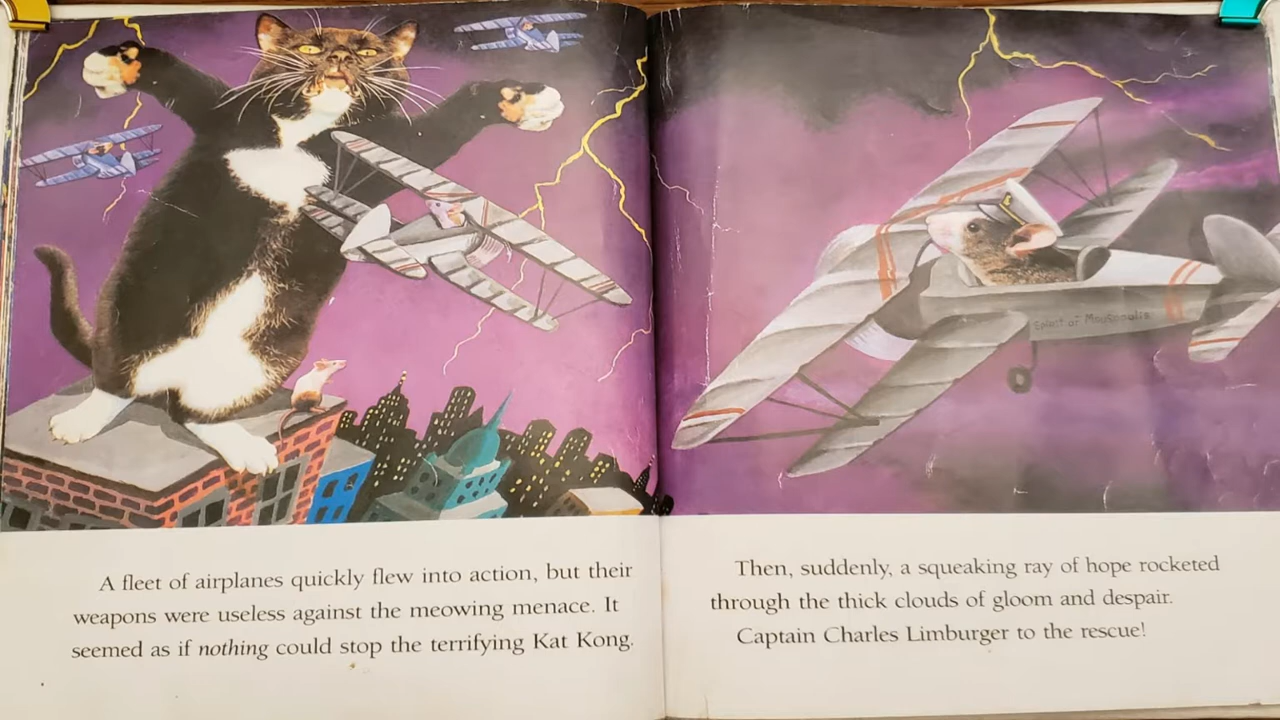 A fleet of airplanes quickly flew into action, but their
weapons were useless against the meowing menace. It
seemed as if nothing could stop the terrifying Kat Kong.
Spirit of Mousopolis
Then, suddenly, a squeaking ray of hope rocketed
through the thick clouds of gloom and despair.
Captain Charles Limburger to the rescue!